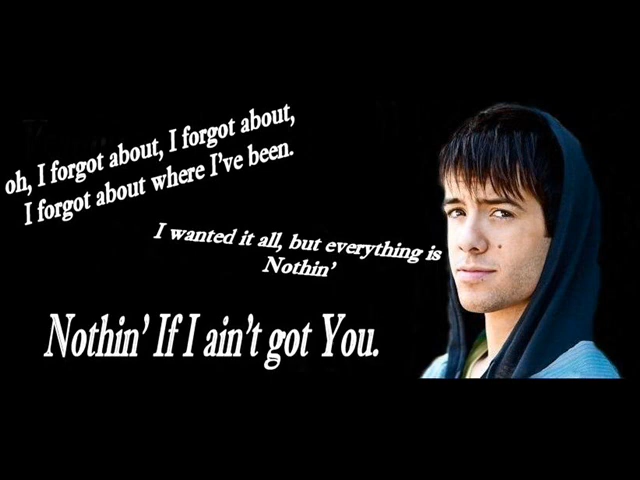 oh, I forgot about, I forgot about,
I forgot about where I've been.
I wanted it all, but everything is
Nothin'
Nothin' If I ain't got You.